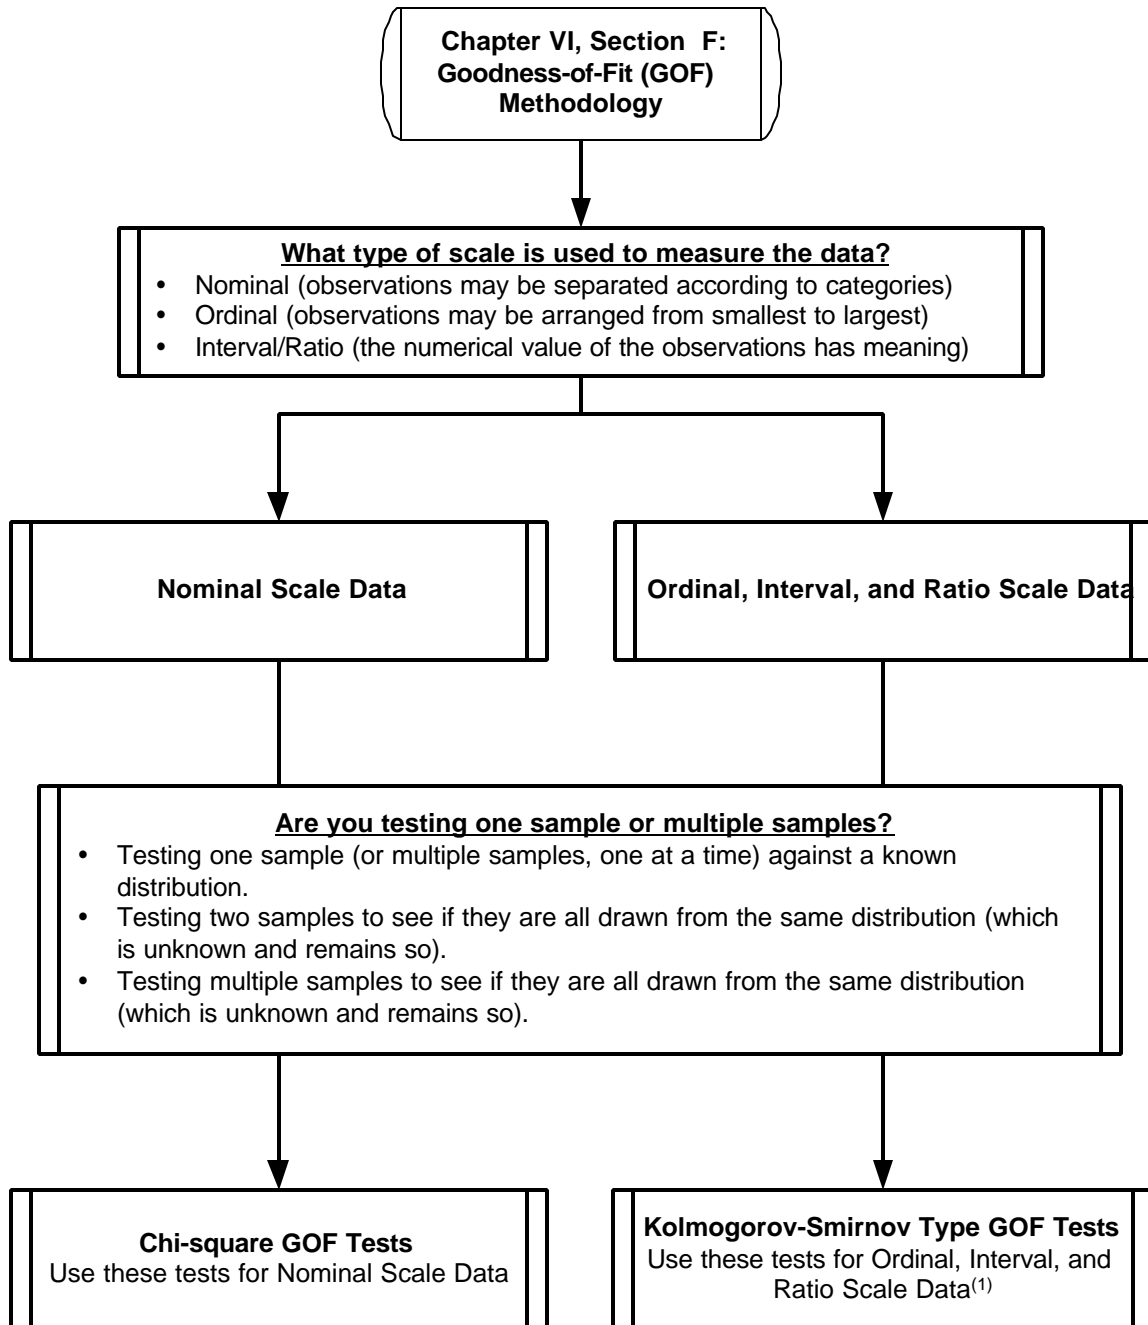 Chapter VI, Section F:
Goodness-of-Fit (GOF)
Methodology
What type of scale is used to measure the data?
• Nominal (observations may be separated according to categories)
• Ordinal (observations may be arranged from smallest to largest)
• Interval/Ratio (the numerical value of the observations has meaning)
Nominal Scale Data
Ordinal, Interval, and Ratio Scale Data
Are you testing one sample or multiple samples?
• Testing one sample (or multiple samples, one at a time) against a known
distribution.
• Testing two samples to see if they are all drawn from the same distribution (which
is unknown and remains so).
• Testing multiple samples to see if they are all drawn from the same distribution
(which is unknown and remains so).
Chi-square GOF Tests
Use these tests for Nominal Scale Data
Kolmogorov-Smirnov Type GOF Tests
Use these tests for Ordinal, Interval, and
Ratio Scale Data(1)